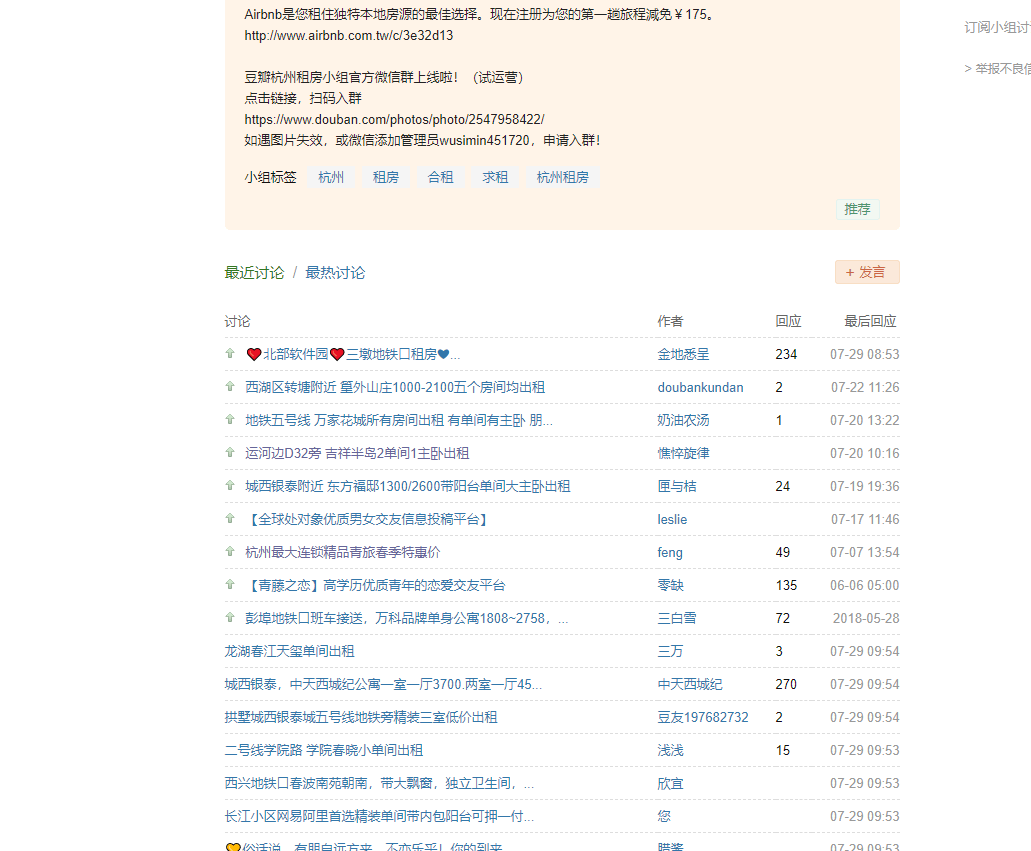 Airbnb是您租住独特本地房源的最佳选择。现在注册为您的第一趟旅程減免￥175。
http://www.airbnb.com.tw/c/3e32d13
豆瓣杭州租房小组官方微信群上线啦！（试运营）
点击链接，扫码入群
https://www.douban.com/photos/photo/2547958422/
如遇图片失效，或微信添加管理员wusimin451720，申请入群！
小组标签 杭州 租房 合租 求租 杭州租房
推荐
订阅小组讨
> 举报不良信
最近讨论 / 最热讨论 + 发言
讨论 作者 回应 最后回应
北部软件园❤三墩地铁口租房... 金地悉呈 234 07-29 08:53
西湖区转塘附近 篁外山庄1000-2100五个房间均出租 doubankundan 2 07-22 11:26
地铁五号线 万家花城所有房间出租 有单间有主卧 朋... 奶油农汤 1 07-20 13:22
运河边D32旁 吉祥半岛2单间1主卧出租 憔悴旋律 07-20 10:16
城西银泰附近 东方福邸1300/2600带阳台单间大主卧出租 匣与桔 24 07-19 19:36
【全球处对象优质男女交友信息投稿平台】 leslie 07-17 11:46
杭州最大连锁精品青旅春季特惠价 feng 49 07-07 13:54
【青藤之恋】高学历优质青年的恋爱交友平台 零缺 135 06-06 05:00
彭埠地铁口班车接送，万科品牌单身公寓1808~2758，... 三白雪 72 2018-05-28
龙湖春江天玺单间出租 三万 3 07-29 09:54
城西银泰，中天西城纪公寓一室一厅3700.两室一厅45... 中天西城纪 270 07-29 09:54
拱墅城西银泰城五号线地铁旁精装三室低价出租 豆友197682732 2 07-29 09:54
二号线学院路 学院春晓小单间出租 浅浅 15 07-29 09:53
西兴地铁口春波南苑朝南，带大飘窗，独立卫生间，... 欣宜 07-29 09:53
长江小区网易阿里首选精装单间带内包阳台可押一付... 您 07-29 09:53
俗话说，有朋自远方来，不亦乐乎！你的到来 腊酱 07-29 09:53